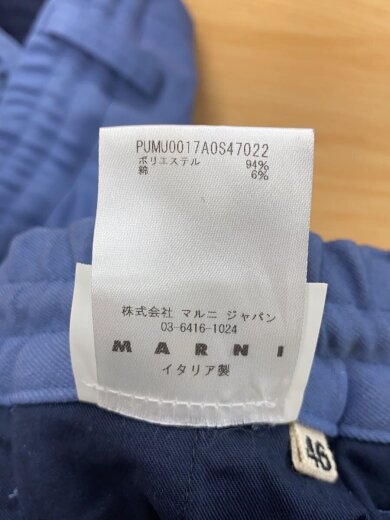 PUMU0017A0S47022
ポリエステル 94%
綿 6%
株式会社 マルニ ジャパン
03-6416-1024
MARNI
イタリア製
46